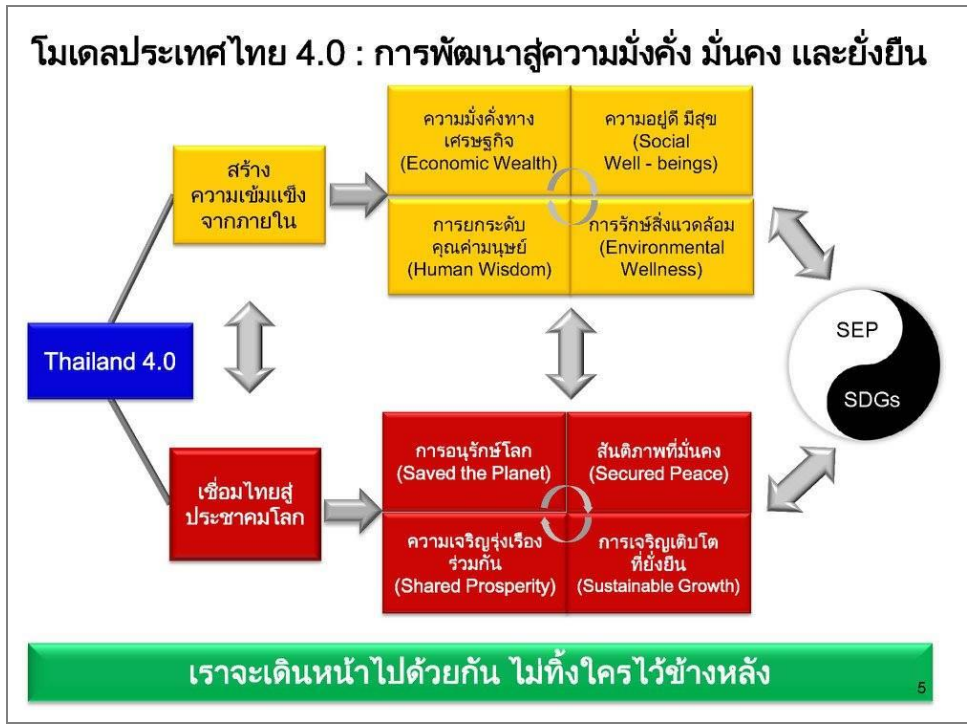 โมเดลประเทศไทย 4.0 : การพัฒนาสู่ความมั่งคั่ง มั่นคง และยั่งยืน
ความมั่งคั่งทาง
เศรษฐกิจ
(Economic Wealth)
ความอยู่ดี มีสุข
(Social
Well - beings)
สร้าง
ความเข้มแข็ง
จากภายใน
การยกระดับ
คุณค่ามนุษย์
(Human Wisdom)
การรักษ์สิ่งแวดล้อม
(Environmental
Wellness)
Thailand 4.0
SEP
SDGs
เชื่อมไทยสู่
ประชาคมโลก
การอนุรักษ์โลก
(Saved the Planet)
สันติภาพที่มั่นคง
(Secured Peace)
ความเจริญรุ่งเรือง
ร่วมกัน
(Shared Prosperity)
การเจริญเติบโต
ที่ยั่งยืน
(Sustainable Growth)
เราจะเดินหน้าไปด้วยกัน ไม่ทิ้งใครไว้ข้างหลัง
5